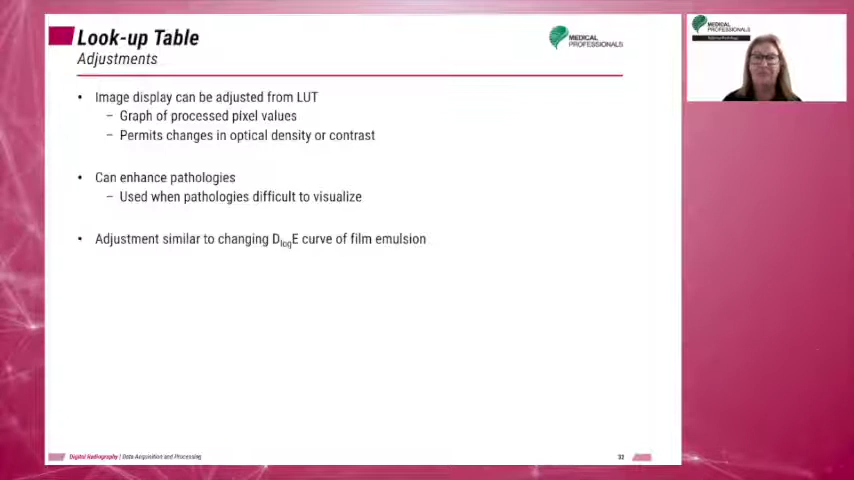 Look-up Table
Adjustments
MEDICAL
PROFESSIONALS
• Image display can be adjusted from LUT
– Graph of processed pixel values
– Permits changes in optical density or contrast
• Can enhance pathologies
– Used when pathologies difficult to visualize
• Adjustment similar to changing DlogE curve of film emulsion
Digital Radiography | Data Acquisition and Processing
32
MEDICAL
PROFESSIONALS